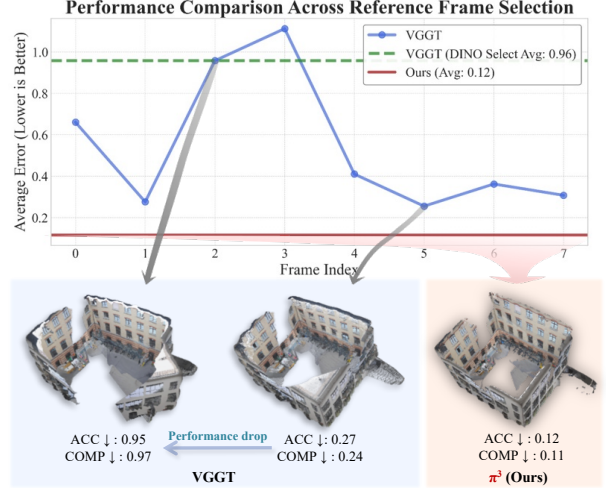 Performance Comparison Across Reference Frame Selection
Average Error (Lower is Better)
1.0
0.8
0.6
0.4
0.2
VGGT
VGGT (DINO Select Avg: 0.96)
Ours (Avg: 0.12)
0 1 2 3 4 5 6 7
Frame Index
ACC ↓ : 0.95
COMP ↓ : 0.97
Performance drop
ACC ↓ : 0.27
COMP ↓ : 0.24
VGGT
ACC ↓ : 0.12
COMP ↓ : 0.11
π³ (Ours)